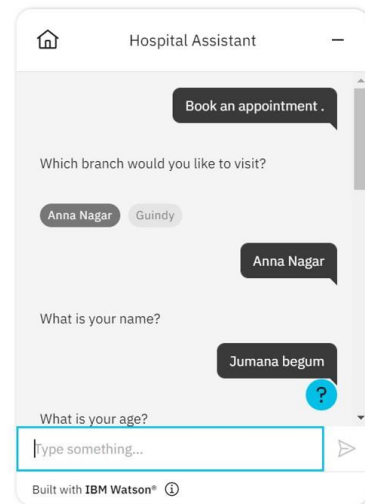 Hospital Assistant
Book an appointment .
Which branch would you like to visit?
Anna Nagar Guindy
Anna Nagar
What is your name?
Jumana begum
?
What is your age?
Type something...
Built with IBM Watson®